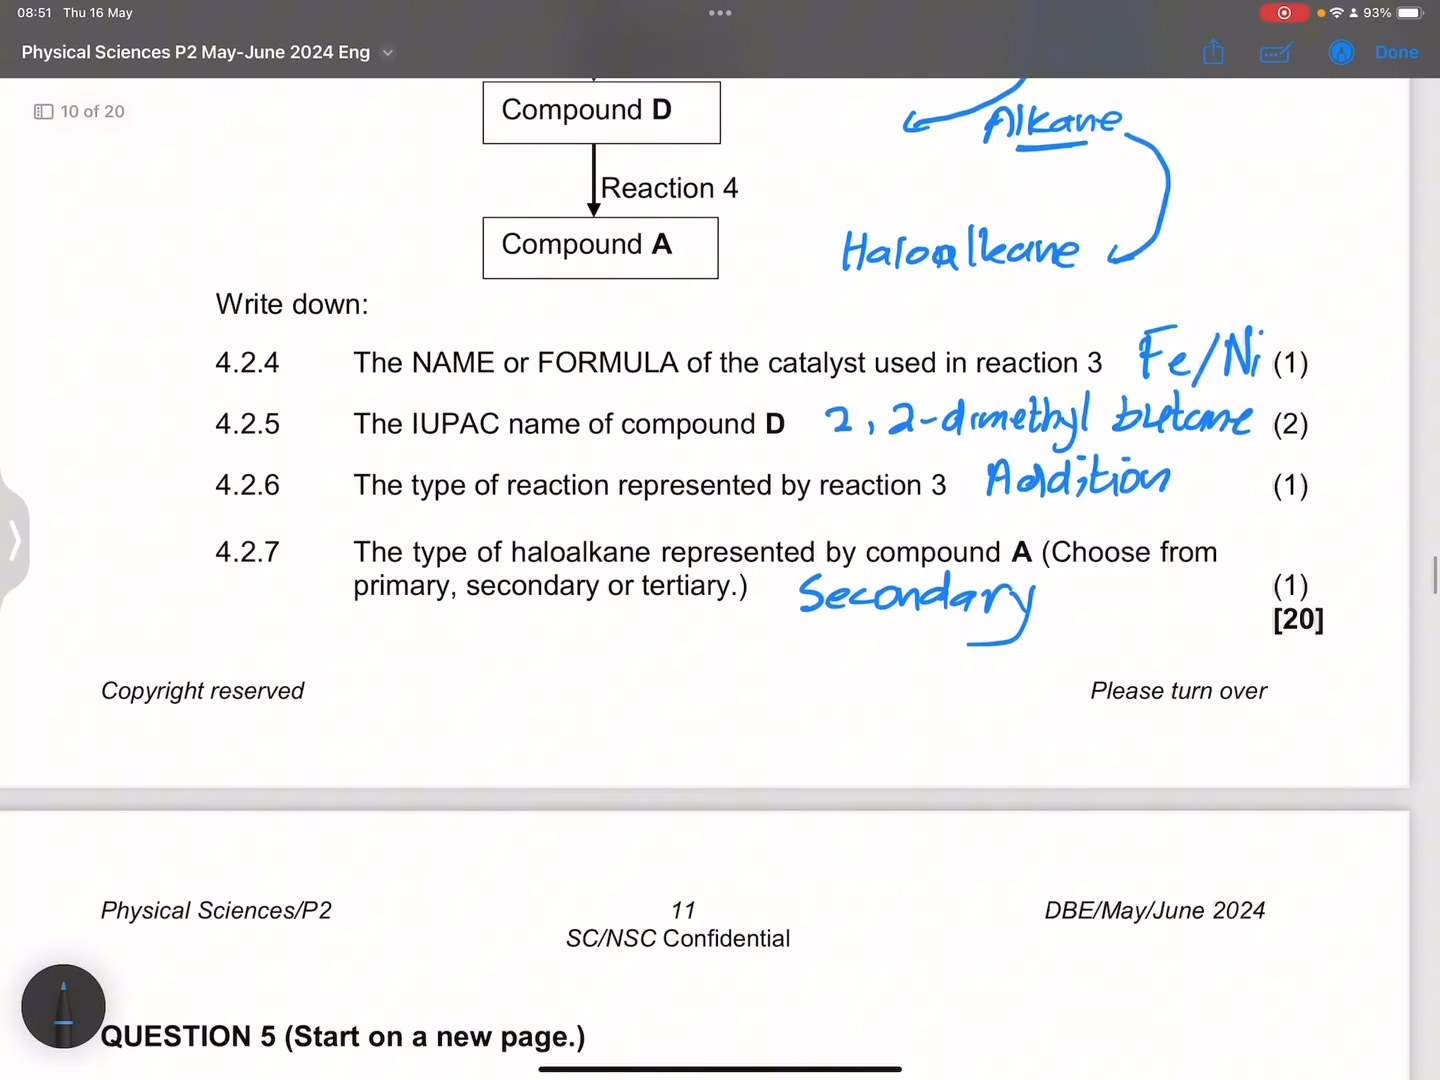 08:51 Thu 16 May
93%
Physical Sciences P2 May-June 2024 Eng
Done
10 of 20
Compound D
Alkane
Reaction 4
Compound A
Haloalkane
Write down:
4.2.4 The NAME or FORMULA of the catalyst used in reaction 3 Fe/Ni (1)
4.2.5 The IUPAC name of compound D 2,2-dimethyl butane (2)
4.2.6 The type of reaction represented by reaction 3 Addition (1)
4.2.7 The type of haloalkane represented by compound A (Choose from
primary, secondary or tertiary.) Secondary (1)
[20]
Copyright reserved Please turn over
Physical Sciences/P2 11 DBE/May/June 2024
SC/NSC Confidential
QUESTION 5 (Start on a new page.)